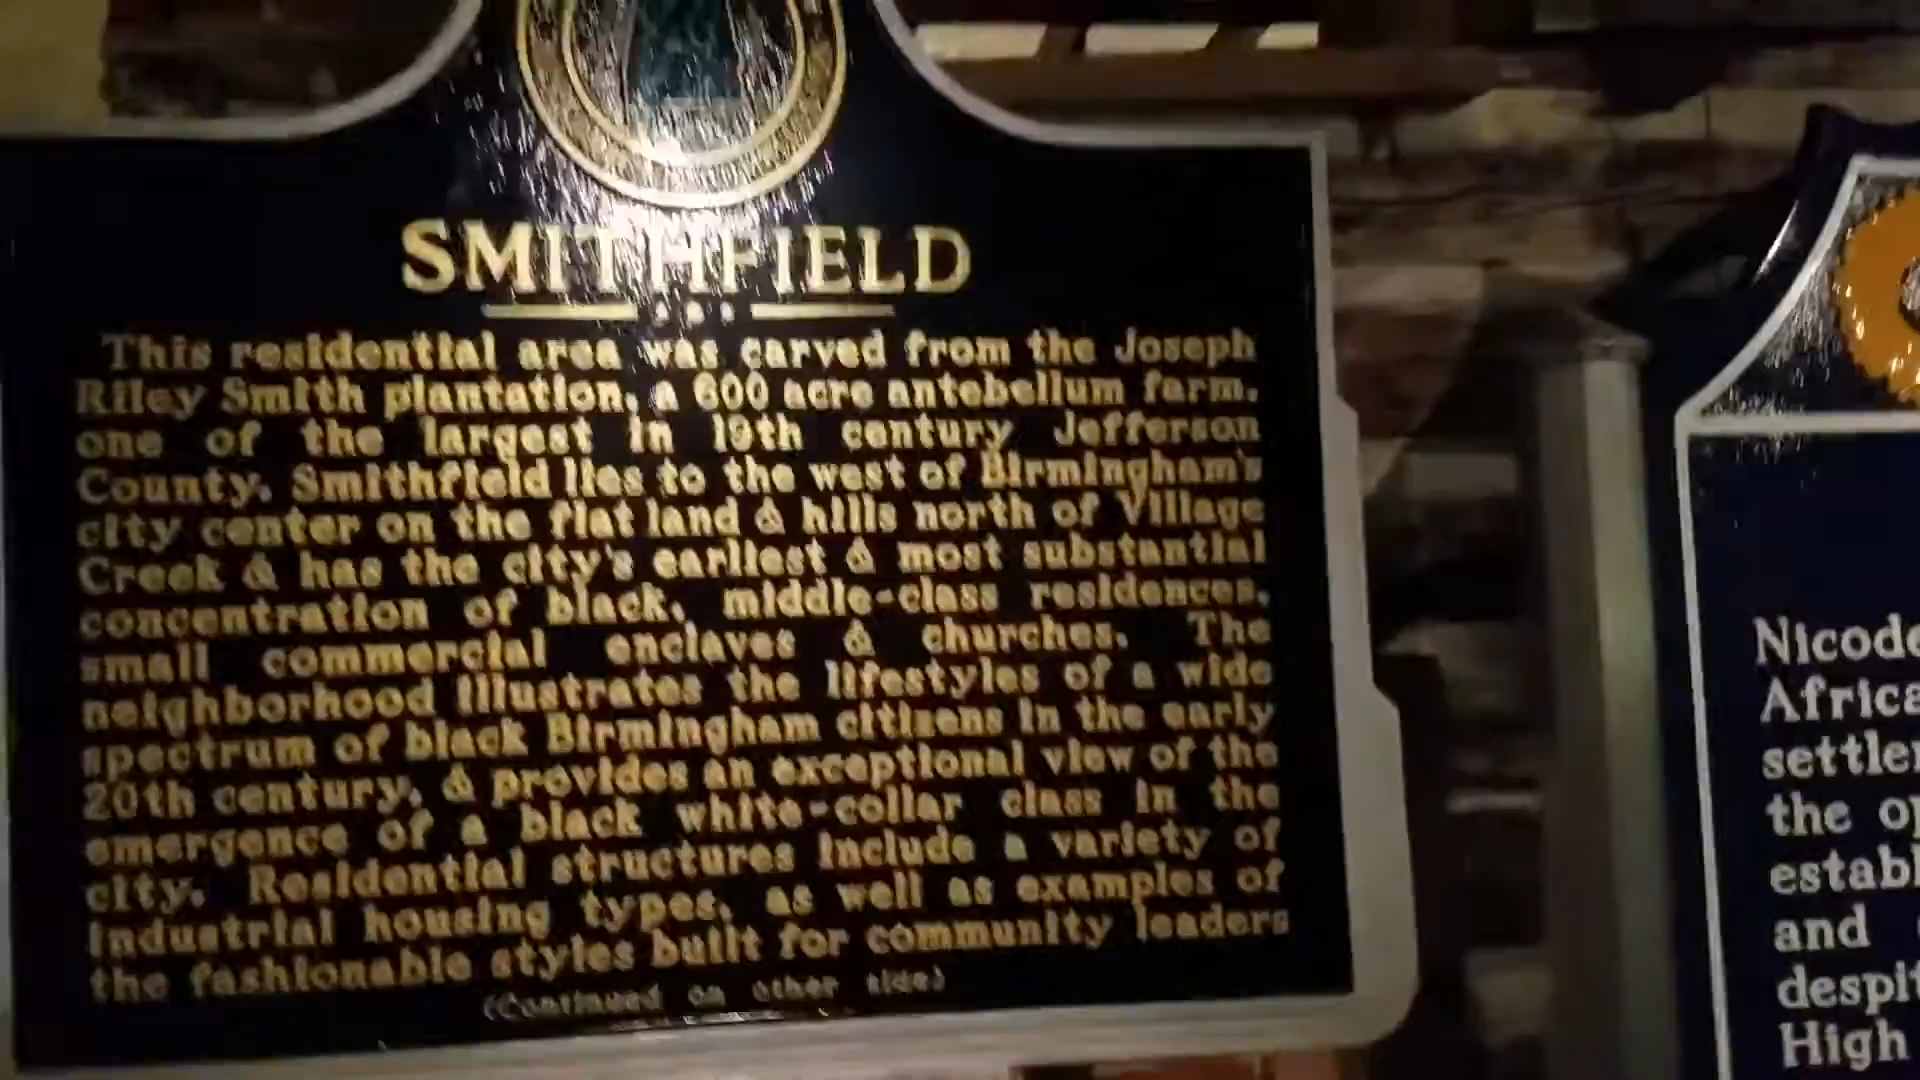 SMITHFIELD
This residential area was carved from the Joseph
Riley Smith plantation, a 600 acre antebellum farm,
one of the largest in 19th century Jefferson
County. Smithfield lies to the west of Birmingham's
city center on the flat land & hills north of Village
Creek & has the city's earliest & most substantial
concentration of black, middle-class residences,
small commercial enclaves & churches. The
neighborhood illustrates the lifestyles of a wide
spectrum of black Birmingham citizens in the early
20th century, & provides an exceptional view of the
emergence of a black white-collar class in the
city. Residential structures include a variety of
industrial housing types, as well as examples of
the fashionable styles built for community leaders
(Continued on other side)
Nicode
Africa
settler
the op
establ
and
despit
High